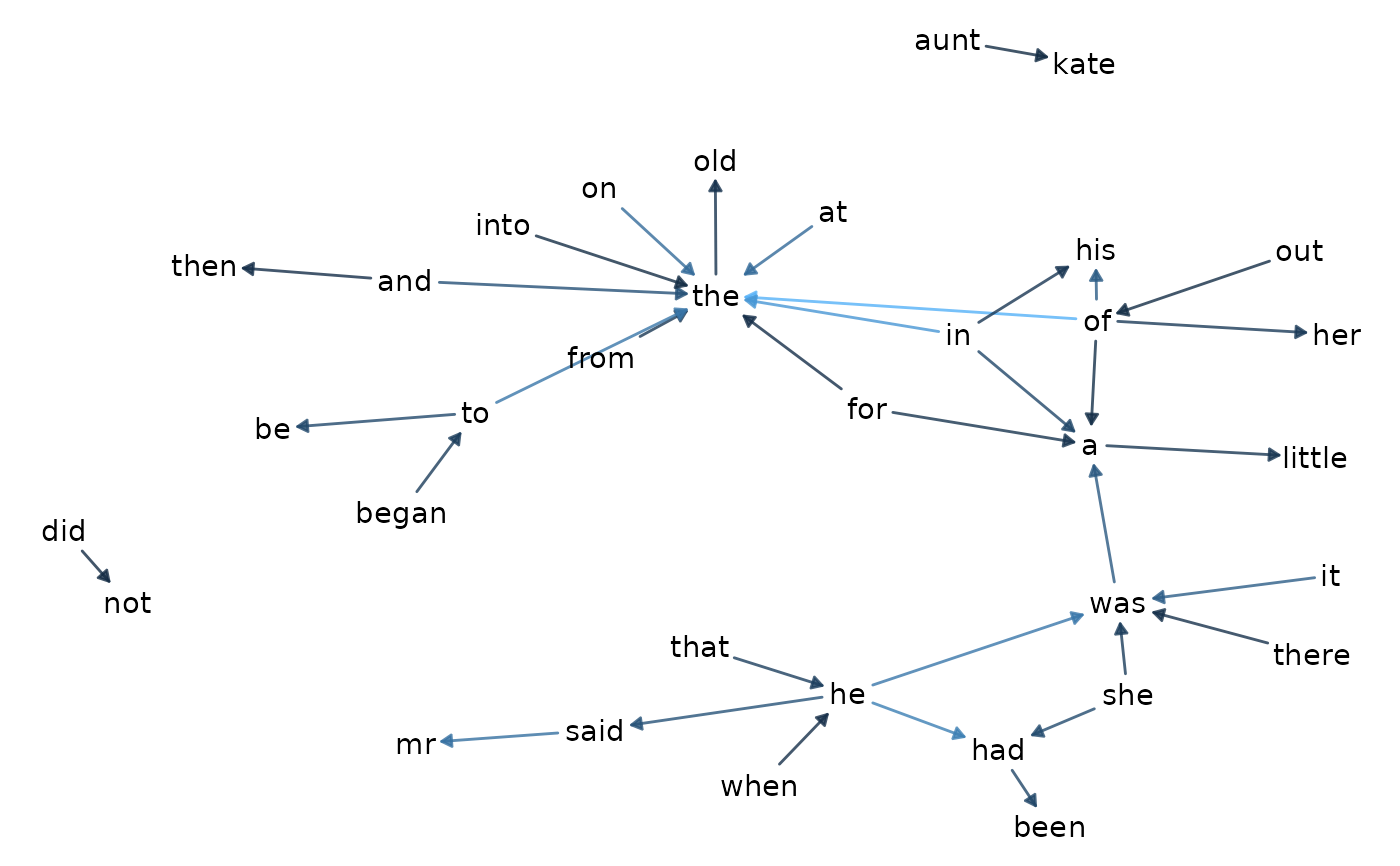 aunt
kate
old
on
at
into
his
out
then
and
the
of
in
her
from
to
for
be
a
little
began
did
not
was
it
that
there
he
she
mr
said
had
when
been